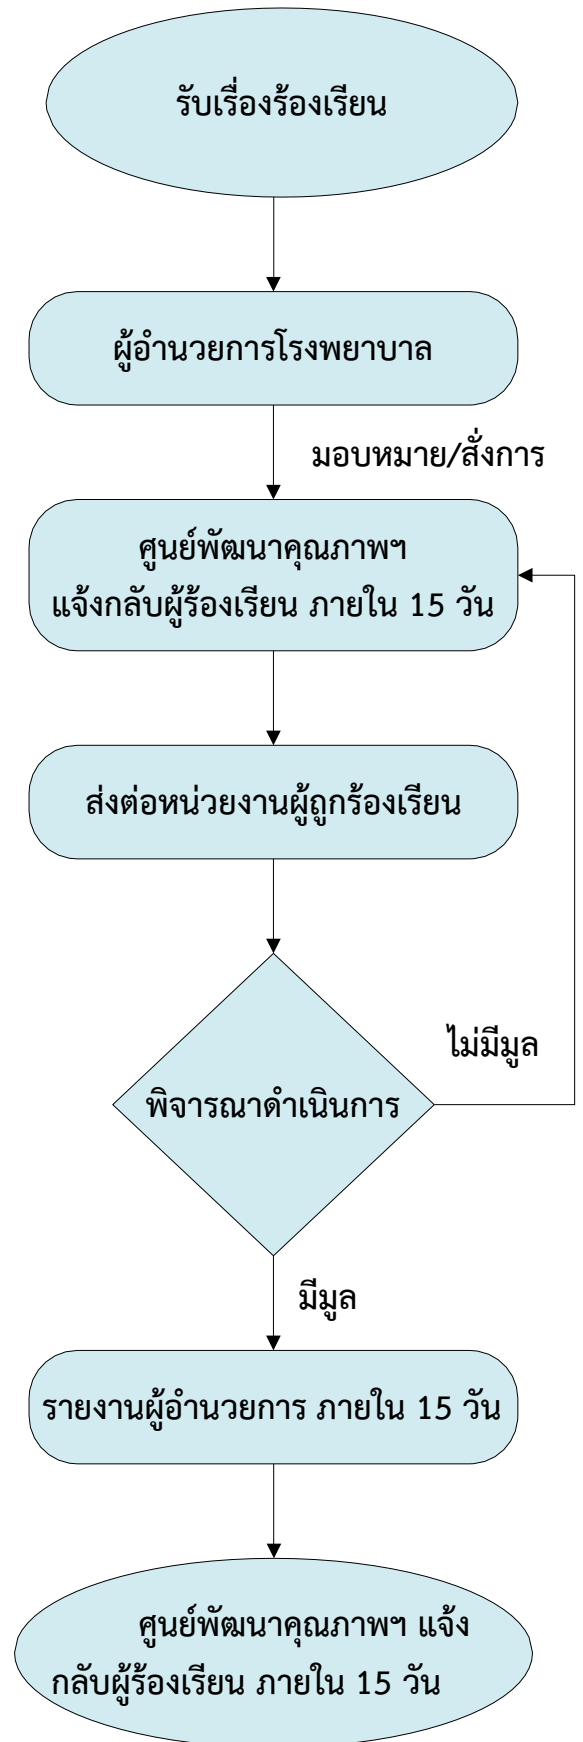 รับเรื่องร้องเรียน
ผู้อำนวยการโรงพยาบาล
มอบหมาย/สั่งการ
ศูนย์พัฒนาคุณภาพฯ
แจ้งกลับผู้ร้องเรียน ภายใน 15 วัน
ส่งต่อหน่วยงานผู้ถูกร้องเรียน
ไม่มีมูล
พิจารณาดำเนินการ
มีมูล
รายงานผู้อำนวยการ ภายใน 15 วัน
ศูนย์พัฒนาคุณภาพฯ แจ้ง
กลับผู้ร้องเรียน ภายใน 15 วัน